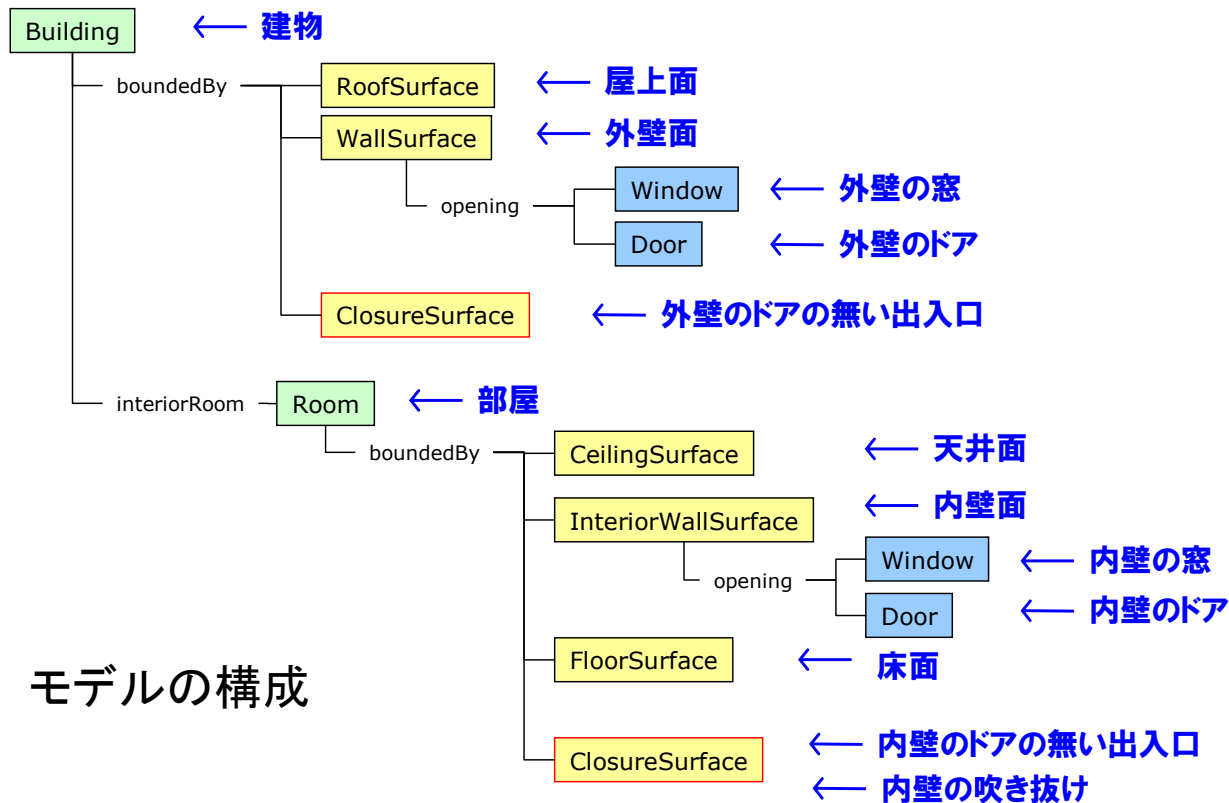 Building ← 建物
boundedBy RoofSurface ← 屋上面
WallSurface ← 外壁面
opening Window ← 外壁の窓
Door ← 外壁のドア
ClosureSurface ← 外壁のドアの無い出入口
interiorRoom Room ← 部屋
boundedBy CeilingSurface ← 天井面
InteriorWallSurface ← 内壁面
opening Window ← 内壁の窓
Door ← 内壁のドア
FloorSurface ← 床面
モデルの構成
ClosureSurface ← 内壁のドアの無い出入口
← 内壁の吹き抜け